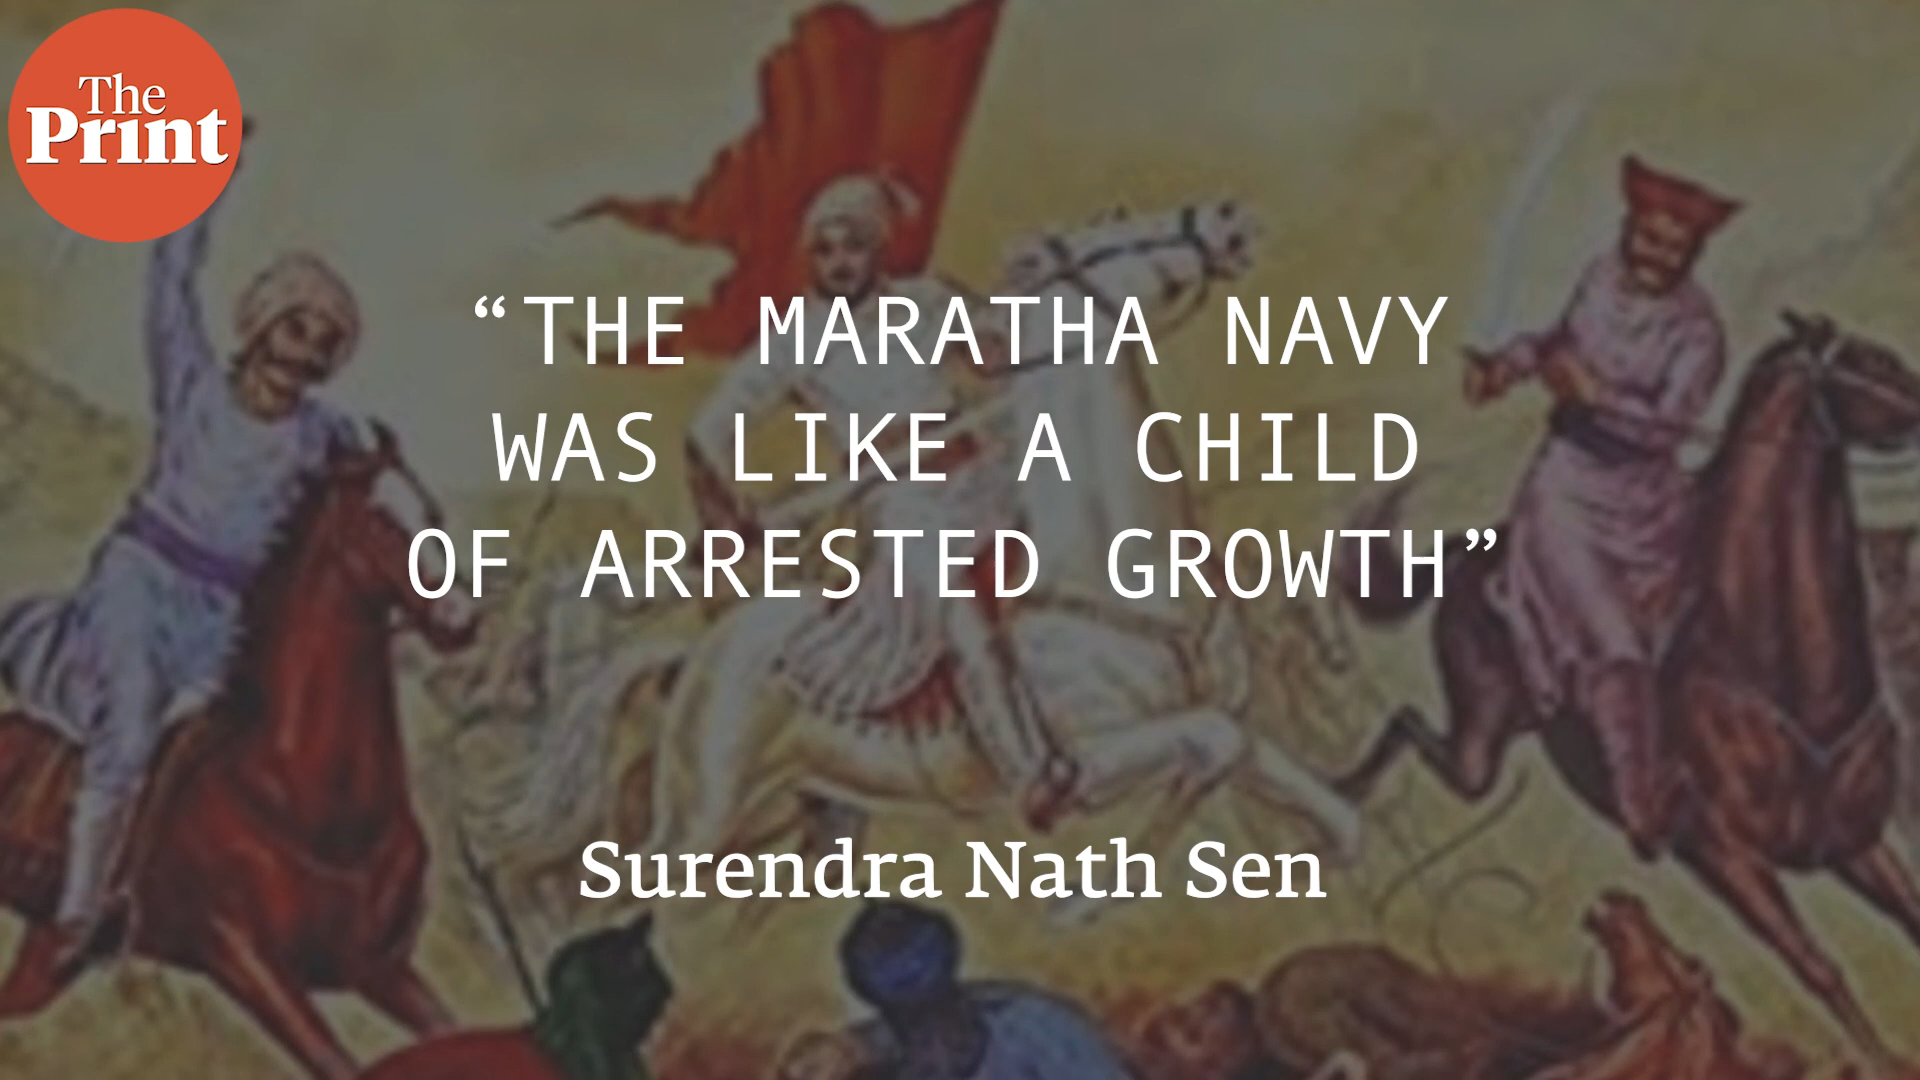 The
Print
“THE MARATHA NAVY
WAS LIKE A CHILD
OF ARRESTED GROWTH”
Surendra Nath Sen